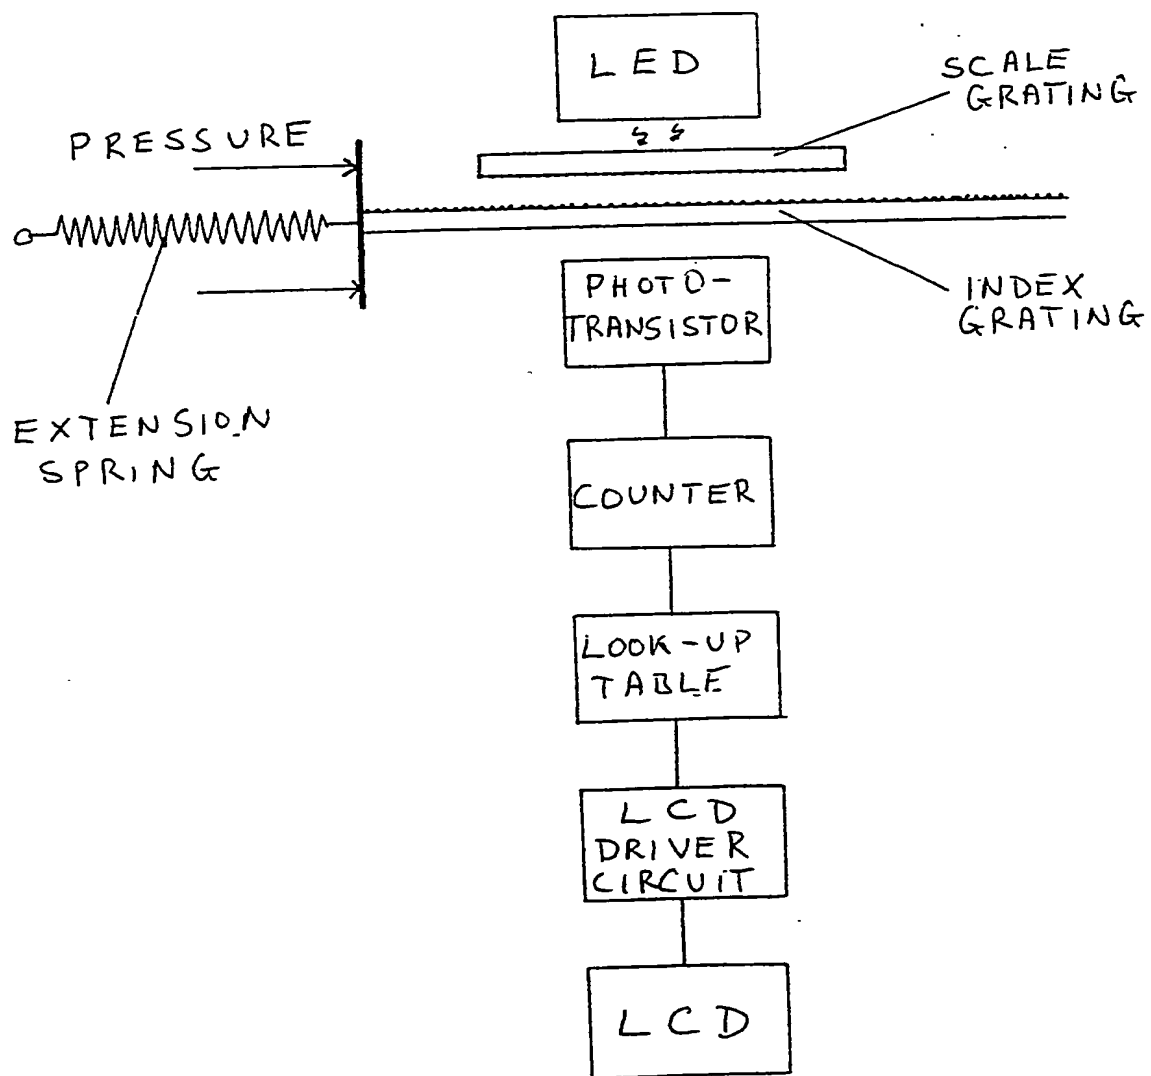 LED
SCALE
GRATING
PRESSURE
PHOTO-
TRANSISTOR
INDEX
GRATING
EXTENSION
SPRING
COUNTER
LOOK-UP
TABLE
LCD
DRIVER
CIRCUIT
LCD